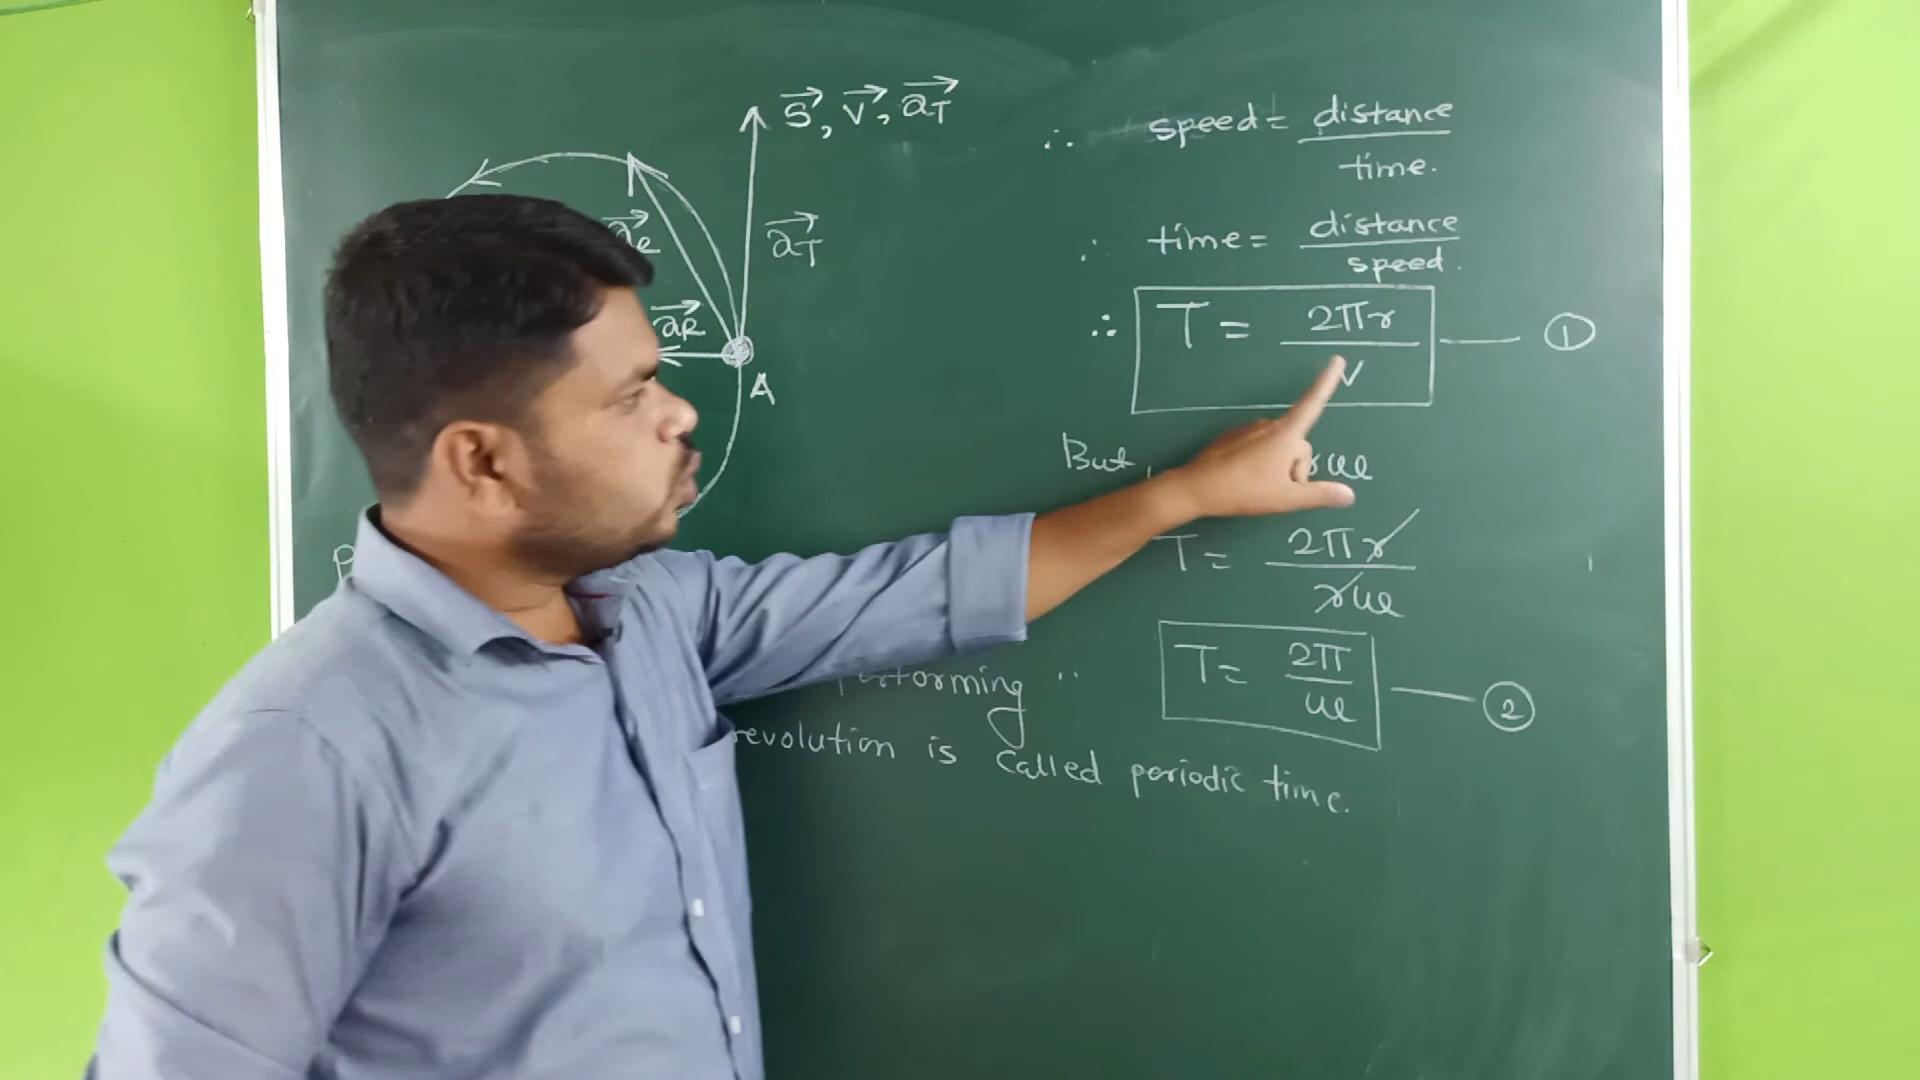 S⃗, V⃗, a⃗T
a⃗T
a⃗R
A
∴ speed = distance / time.
∴ time = distance / speed.
∴ T = 2πr / v — ①
But, rω
T = 2πr / rω
T = 2π / ω — ②
performing "
revolution is called periodic time.